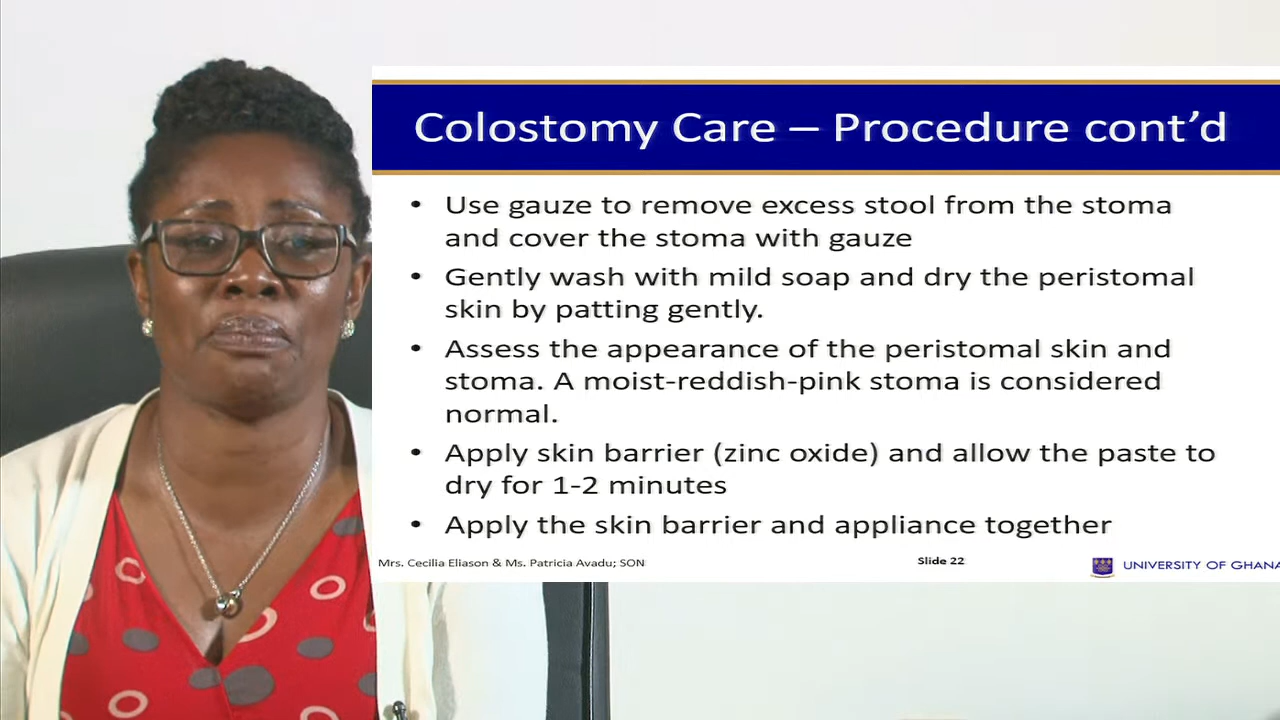 Colostomy Care – Procedure cont’d
• Use gauze to remove excess stool from the stoma
and cover the stoma with gauze
• Gently wash with mild soap and dry the peristomal
skin by patting gently.
• Assess the appearance of the peristomal skin and
stoma. A moist-reddish-pink stoma is considered
normal.
• Apply skin barrier (zinc oxide) and allow the paste to
dry for 1-2 minutes
• Apply the skin barrier and appliance together
Mrs. Cecilia Eliason & Ms. Patricia Avadu; SON
Slide 22
UNIVERSITY OF GHANA